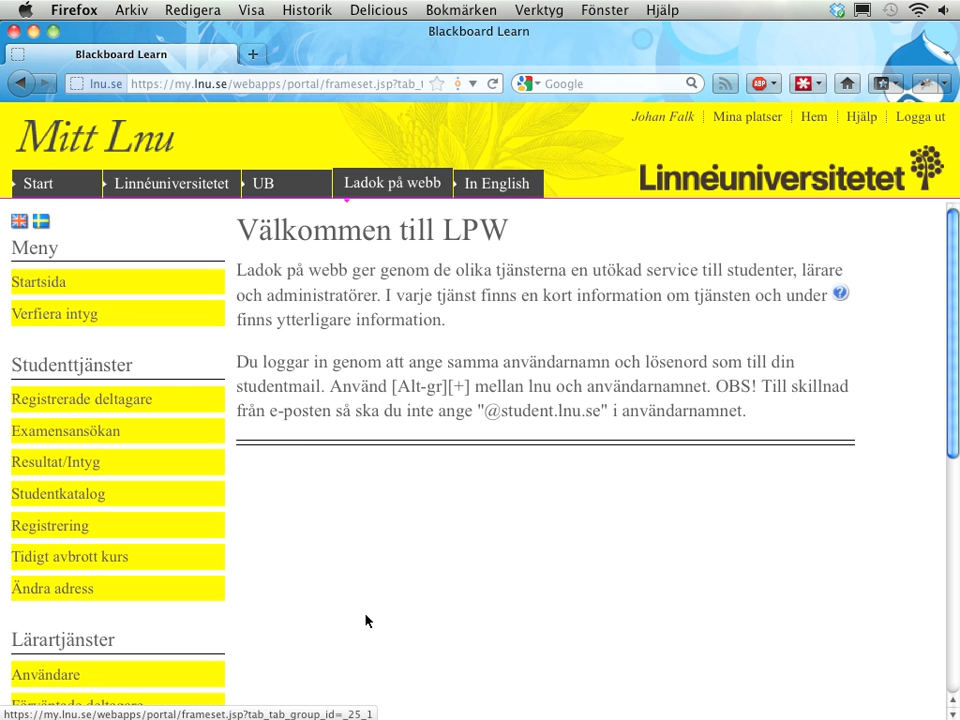 Firefox Arkiv Redigera Visa Historik Delicious Bokmärken Verktyg Fönster Hjälp
Blackboard Learn
Blackboard Learn
lnu.se https://my.lnu.se/webapps/portal/frameset.jsp?tab_t Google
Johan Falk Mina platser Hem Hjälp Logga ut
Mitt Lnu
Linnéuniversitetet
Start Linnéuniversitetet UB Ladok på webb In English
Meny
Startsida
Verfiera intyg
Studenttjänster
Registrerade deltagare
Examensansökan
Resultat/Intyg
Studentkatalog
Registrering
Tidigt avbrott kurs
Ändra adress
Lärartjänster
Användare
Förväntade deltagare
Välkommen till LPW
Ladok på webb ger genom de olika tjänsterna en utökad service till studenter, lärare
och administratörer. I varje tjänst finns en kort information om tjänsten och under ?
finns ytterligare information.
Du loggar in genom att ange samma användarnamn och lösenord som till din
studentmail. Använd [Alt-gr][+] mellan lnu och användarnamnet. OBS! Till skillnad
från e-posten så ska du inte ange "@student.lnu.se" i användarnamnet.
https://my.lnu.se/webapps/portal/frameset.jsp?tab_tab_group_id=_25_1